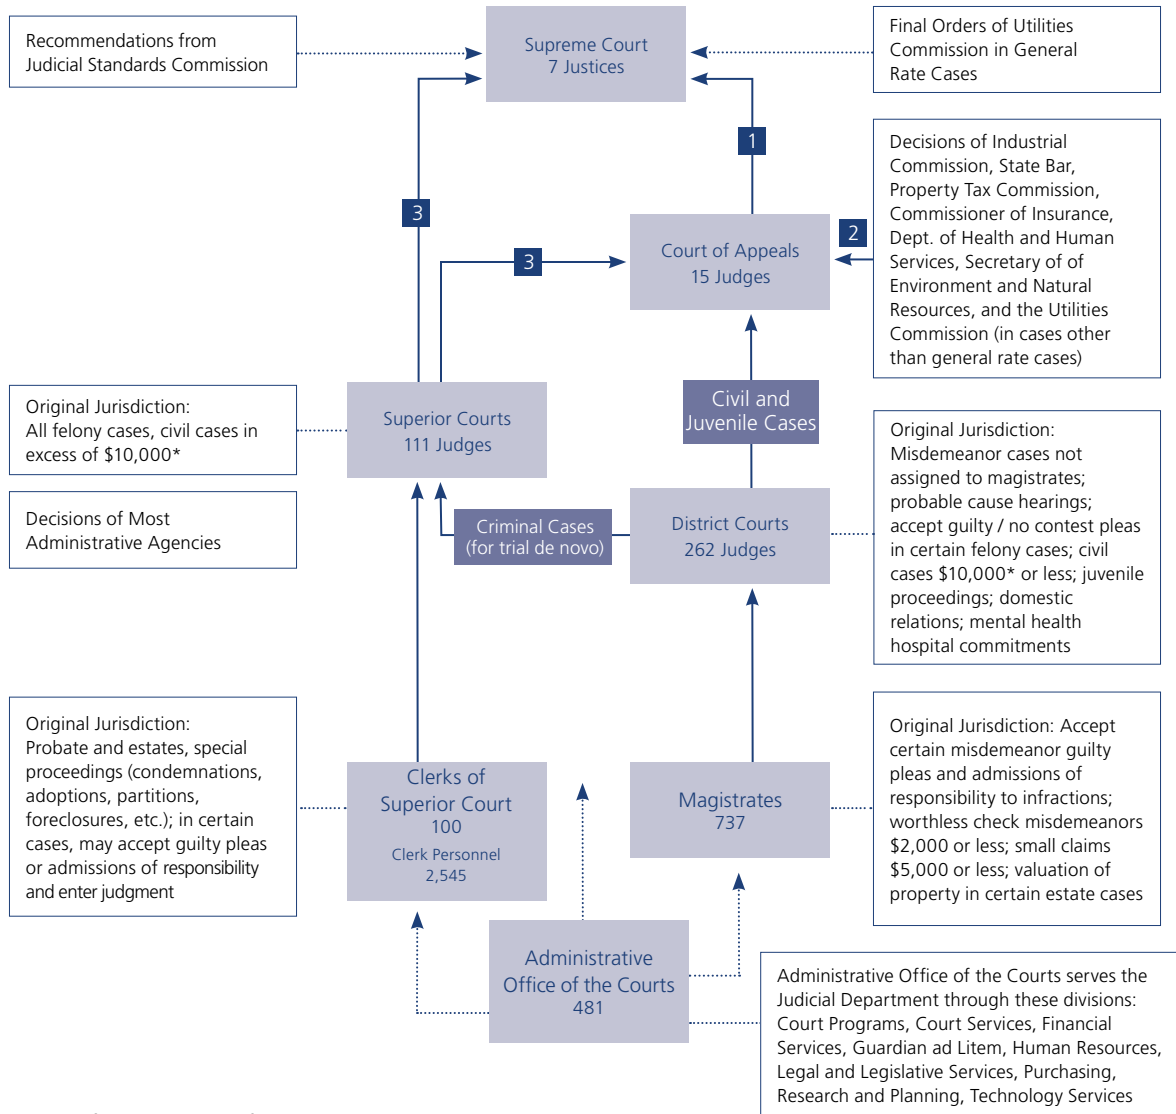 Recommendations from
Judicial Standards Commission
Supreme Court
7 Justices
Final Orders of Utilities
Commission in General
Rate Cases
1
3
3
2
Decisions of Industrial
Commission, State Bar,
Property Tax Commission,
Commissioner of Insurance,
Dept. of Health and Human
Services, Secretary of of
Environment and Natural
Resources, and the Utilities
Commission (in cases other
than general rate cases)
Court of Appeals
15 Judges
Original Jurisdiction:
All felony cases, civil cases in
excess of $10,000*
Superior Courts
111 Judges
Civil and
Juvenile Cases
Decisions of Most
Administrative Agencies
Criminal Cases
(for trial de novo)
District Courts
262 Judges
Original Jurisdiction:
Misdemeanor cases not
assigned to magistrates;
probable cause hearings;
accept guilty / no contest pleas
in certain felony cases; civil
cases $10,000* or less; juvenile
proceedings; domestic
relations; mental health
hospital commitments
Original Jurisdiction:
Probate and estates, special
proceedings (condemnations,
adoptions, partitions,
foreclosures, etc.); in certain
cases, may accept guilty pleas
or admissions of responsibility
and enter judgment
Clerks of
Superior Court
100
Clerk Personnel
2,545
Magistrates
737
Original Jurisdiction: Accept
certain misdemeanor guilty
pleas and admissions of
responsibility to infractions;
worthless check misdemeanors
$2,000 or less; small claims
$5,000 or less; valuation of
property in certain estate cases
Administrative
Office of the Courts
481
Administrative Office of the Courts serves the
Judicial Department through these divisions:
Court Programs, Court Services, Financial
Services, Guardian ad Litem, Human Resources,
Legal and Legislative Services, Purchasing,
Research and Planning, Technology Services